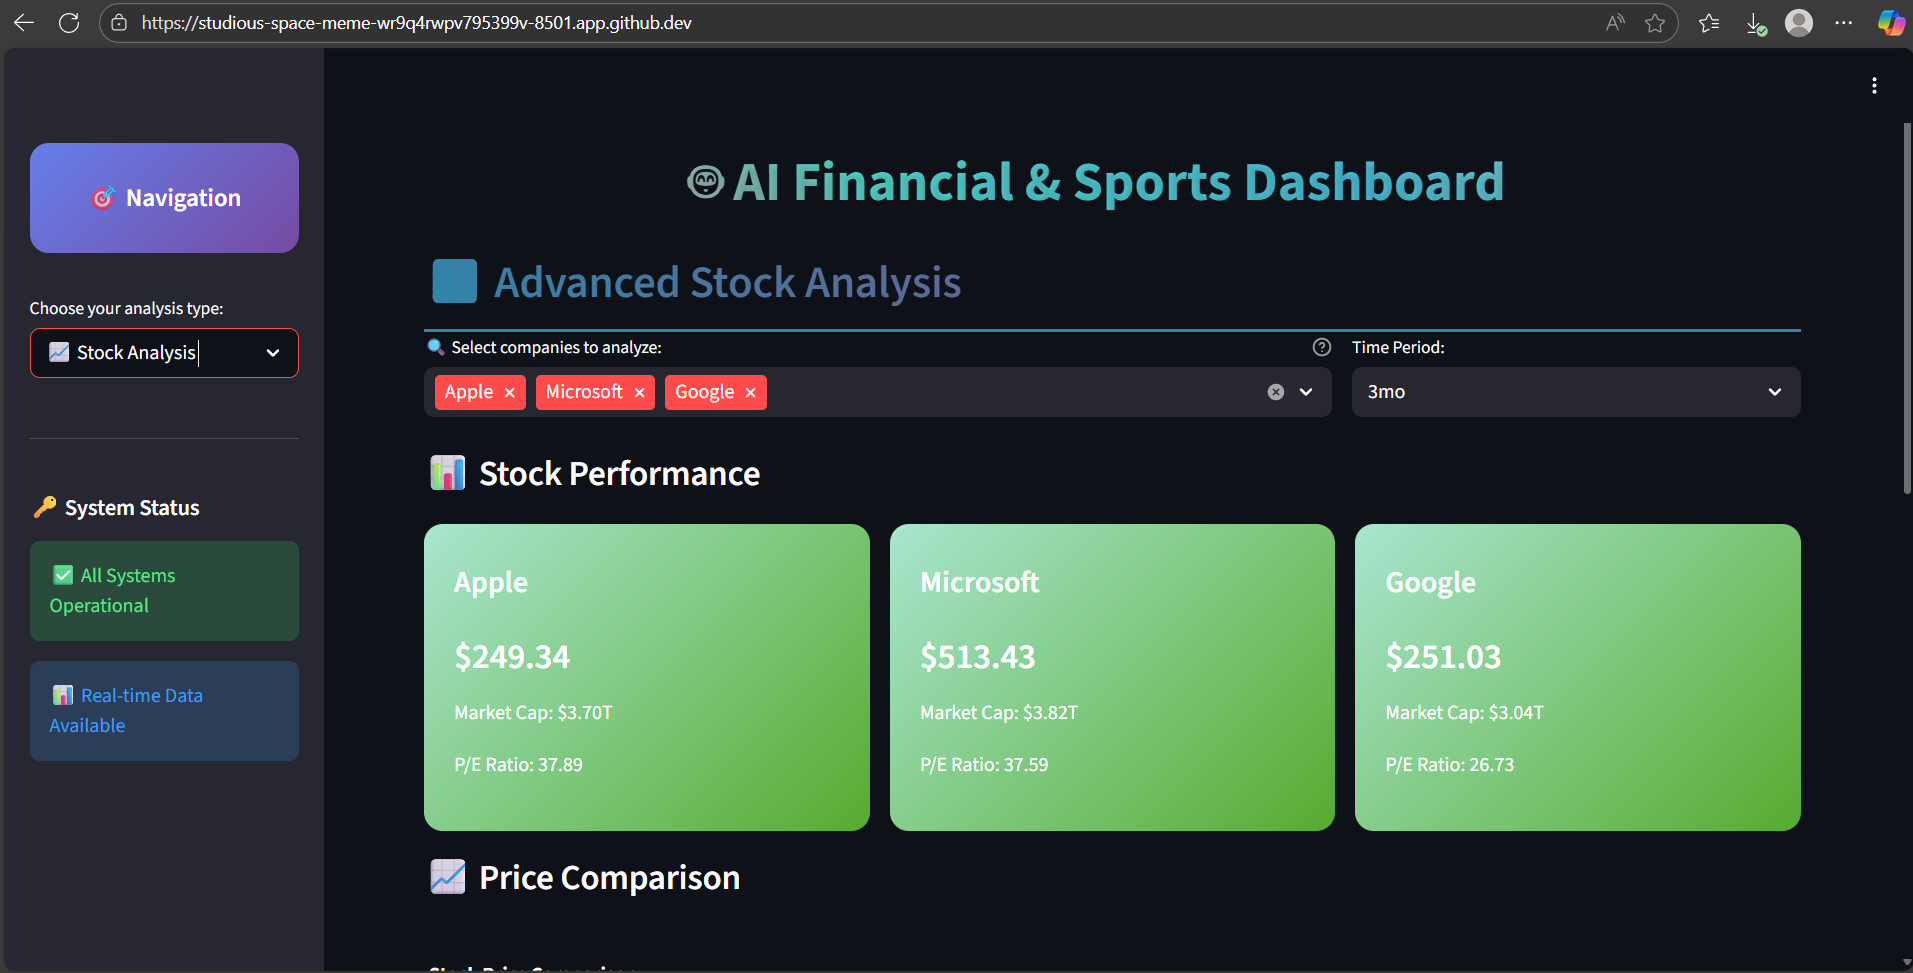 https://studious-space-meme-wr9q4rwpv795399v-8501.app.github.dev
Navigation
Choose your analysis type:
Stock Analysis
System Status
All Systems
Operational
Real-time Data
Available
AI Financial & Sports Dashboard
Advanced Stock Analysis
Select companies to analyze:
Time Period:
Apple × Microsoft × Google ×
3mo
Stock Performance
Apple
$249.34
Market Cap: $3.70T
P/E Ratio: 37.89
Microsoft
$513.43
Market Cap: $3.82T
P/E Ratio: 37.59
Google
$251.03
Market Cap: $3.04T
P/E Ratio: 26.73
Price Comparison